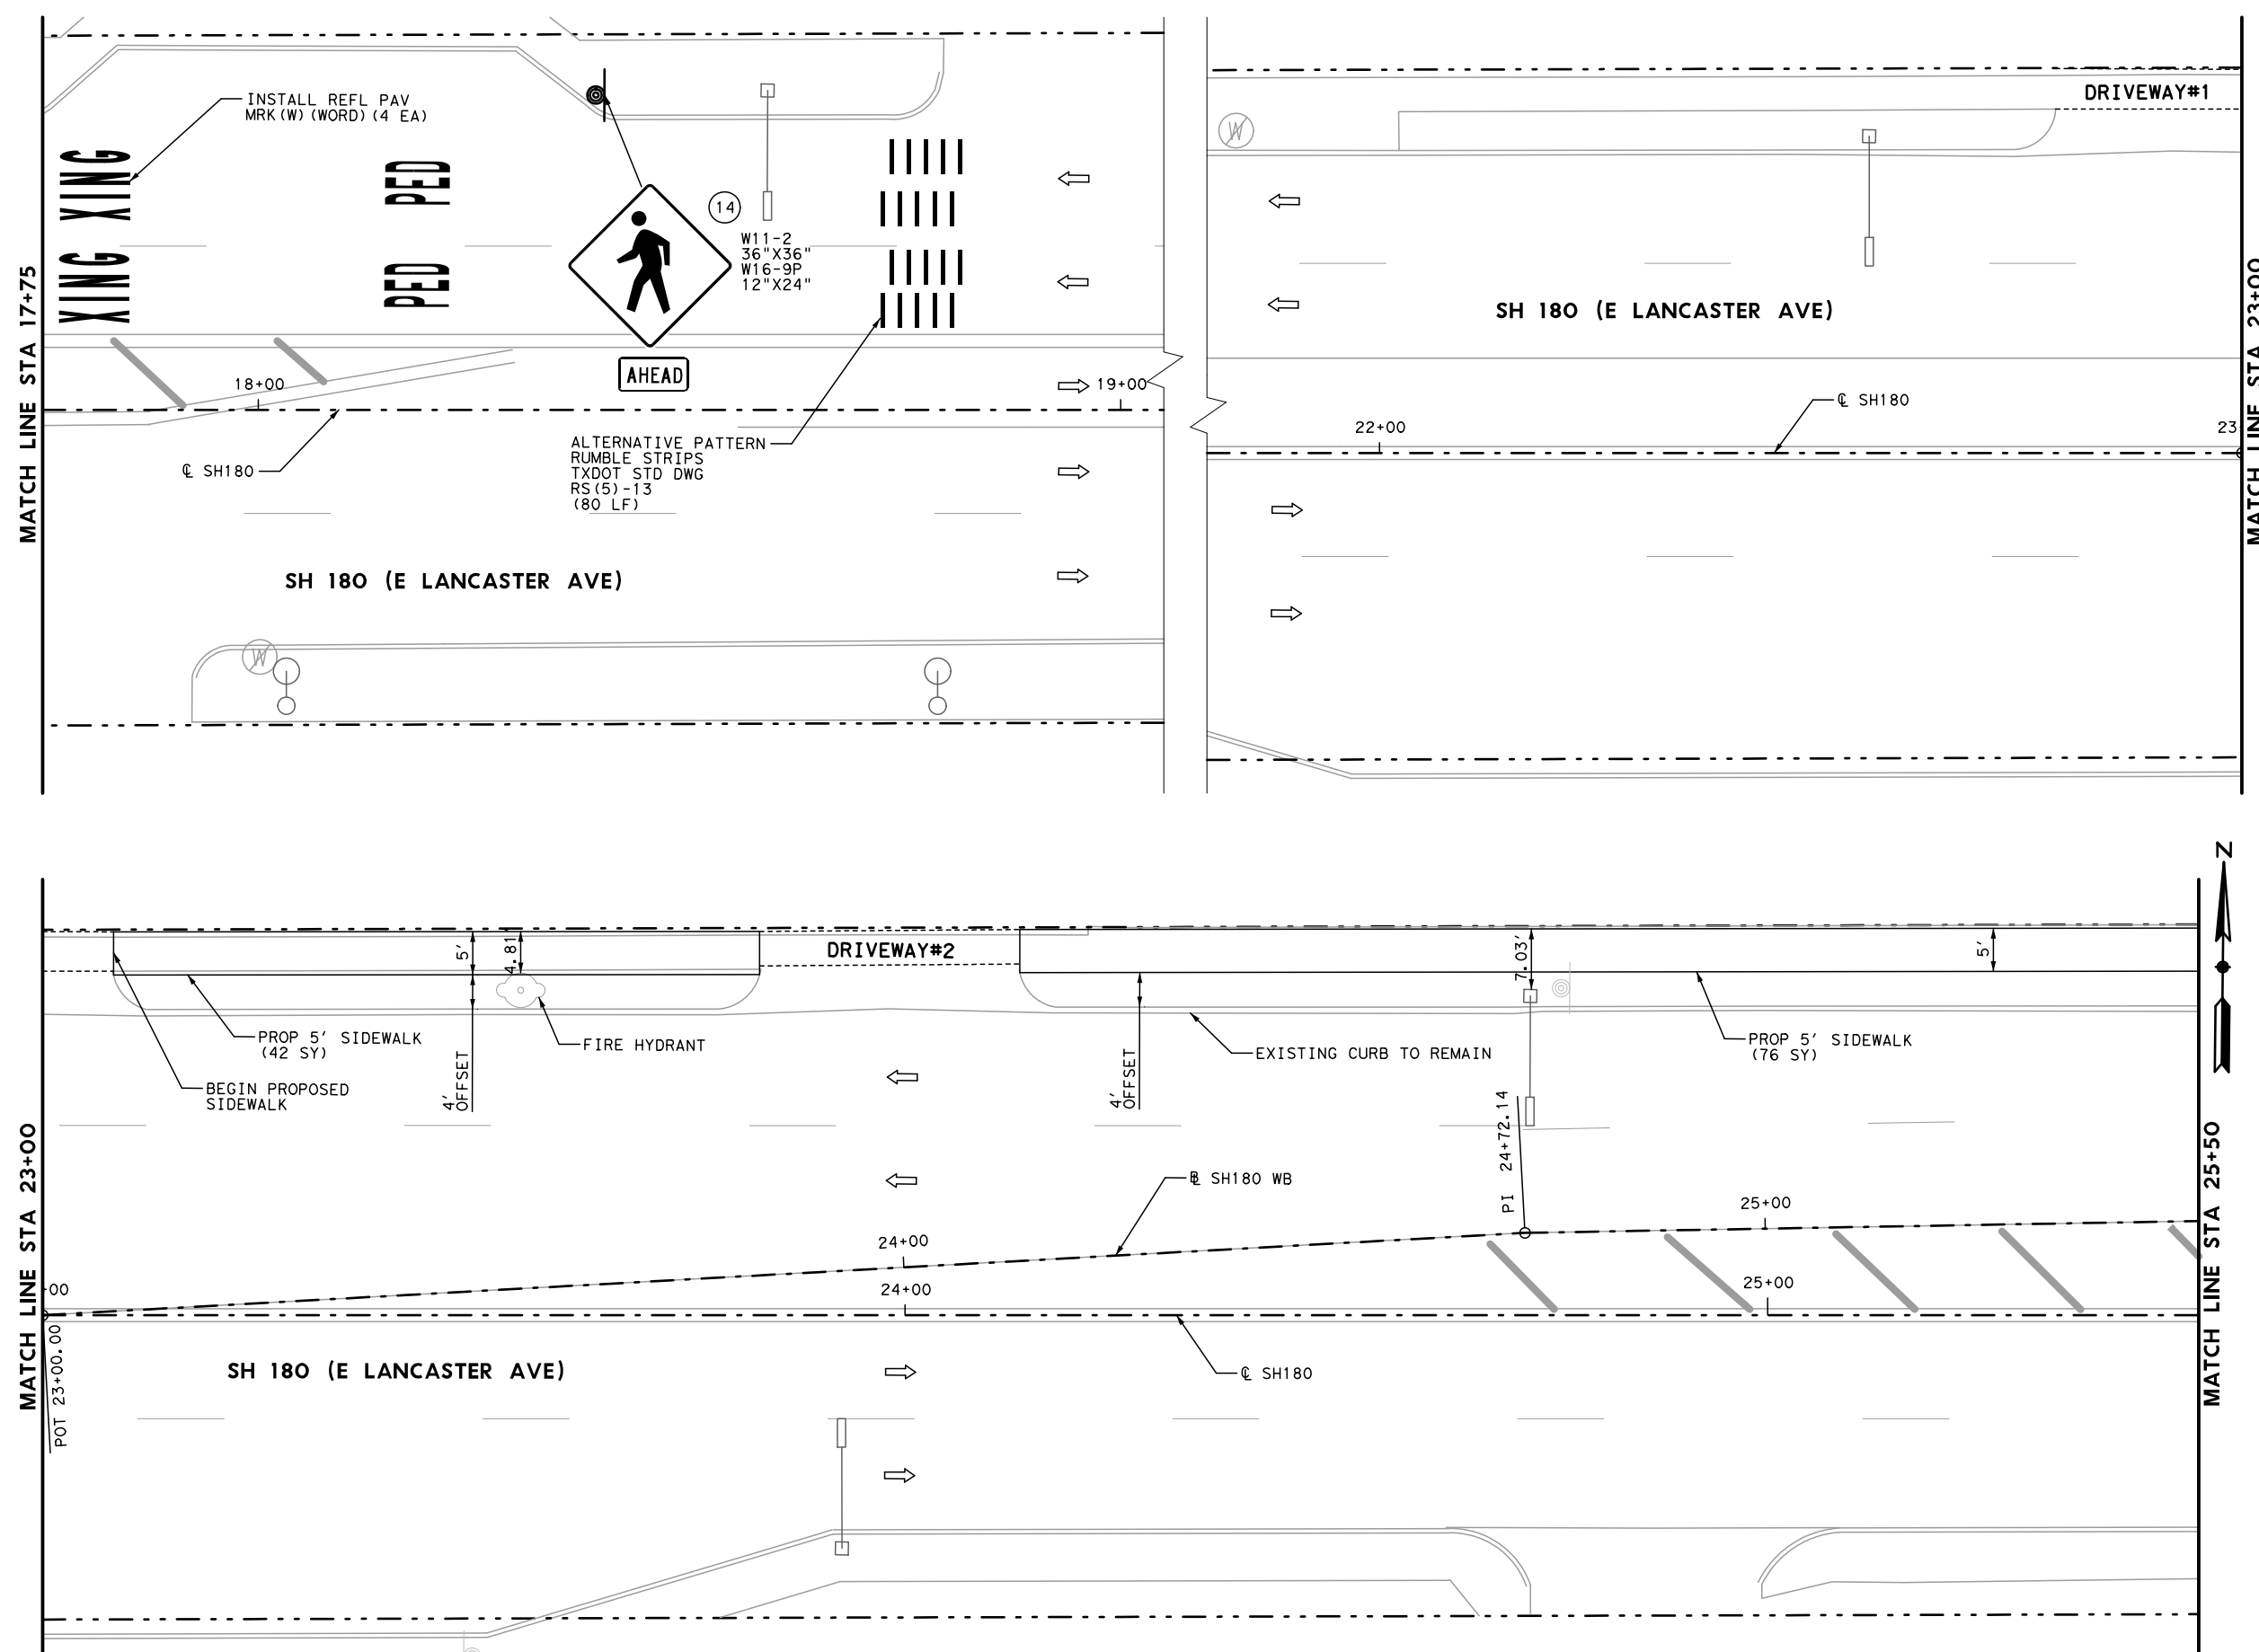 INSTALL REFL PAV
MRK(W)(WORD)(4 EA)
XING
XING
PED
PED
14
W11-2
36"X36"
W16-9P
12"X24"
AHEAD
MATCH LINE STA 17+75
18+00
19+00
℄ SH180
ALTERNATIVE PATTERN
RUMBLE STRIPS
TXDOT STD DWG
RS(5)-13
(80 LF)
SH 180 (E LANCASTER AVE)
W
DRIVEWAY#1
W
SH 180 (E LANCASTER AVE)
℄ SH180
22+00
23
MATCH LINE STA 23+00
N
DRIVEWAY#2
5'
4.81'
7.03'
5'
PROP 5' SIDEWALK
(42 SY)
FIRE HYDRANT
BEGIN PROPOSED
SIDEWALK
4'
OFFSET
4'
OFFSET
EXISTING CURB TO REMAIN
PROP 5' SIDEWALK
(76 SY)
PI 24+72.14
BL SH180 WB
24+00
25+00
+00
24+00
25+00
MATCH LINE STA 23+00
POT 23+00.00
MATCH LINE STA 25+50
SH 180 (E LANCASTER AVE)
℄ SH180